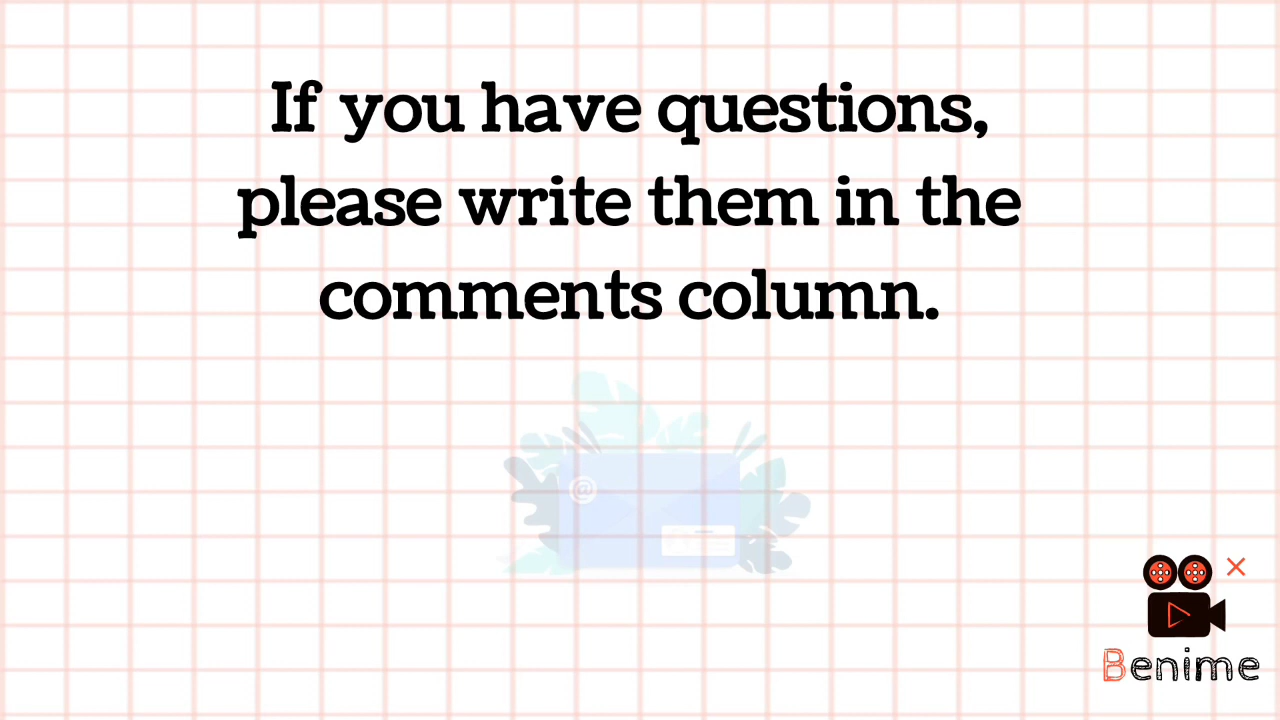 If you have questions,
please write them in the
comments column.
@
Benime